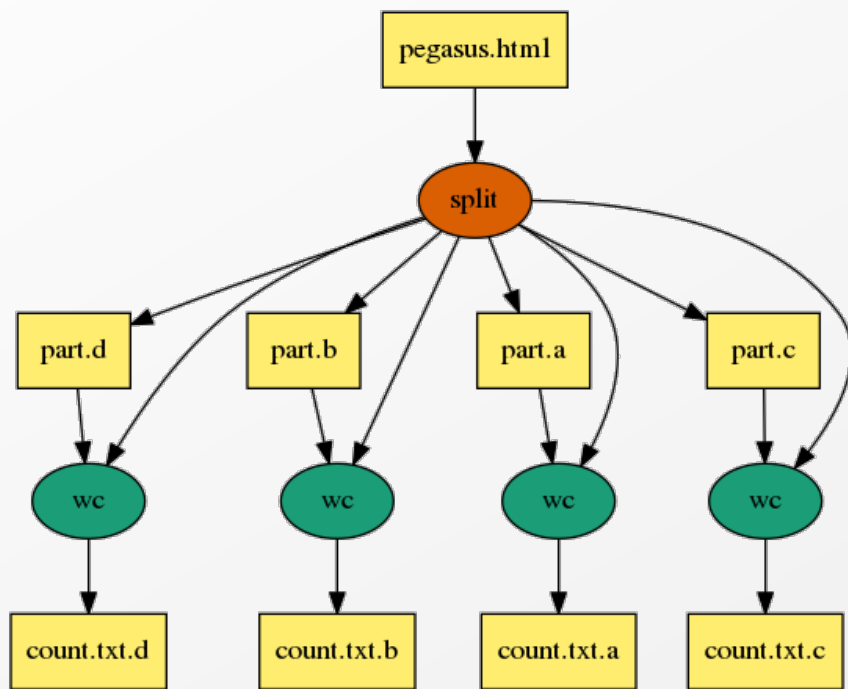 pegasus.html
split
part.d
part.b
part.a
part.c
wc
wc
wc
wc
count.txt.d
count.txt.b
count.txt.a
count.txt.c